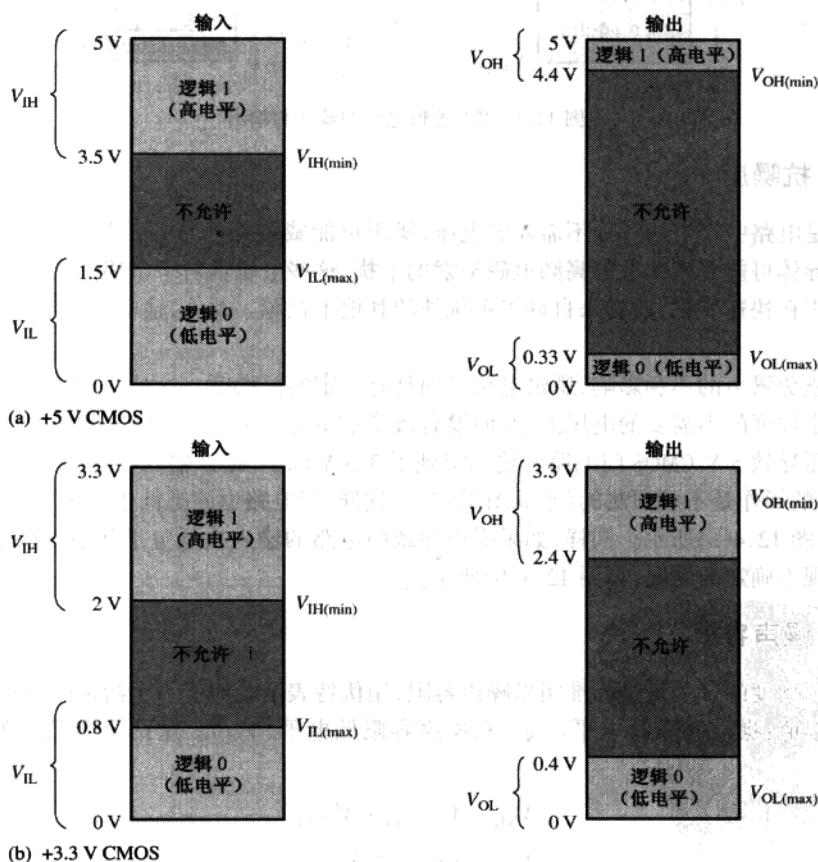 输入
输出
V_IH
5 V
逻辑 1
(高电平)
3.5 V
V_IH(min)
不允许
1.5 V
V_IL(max)
V_IL
逻辑 0
(低电平)
0 V
V_OH
5 V
逻辑 1(高电平)
4.4 V
V_OH(min)
不允许
V_OL
0.33 V
逻辑 0(低电平)
V_OL(max)
0 V
(a) +5 V CMOS
输入
输出
V_IH
3.3 V
逻辑 1
(高电平)
2 V
V_IH(min)
不允许
0.8 V
V_IL(max)
V_IL
逻辑 0
(低电平)
0 V
V_OH
3.3 V
逻辑 1
(高电平)
V_OH(min)
2.4 V
不允许
V_OL
0.4 V
逻辑 0
(低电平)
V_OL(max)
0 V
(b) +3.3 V CMOS